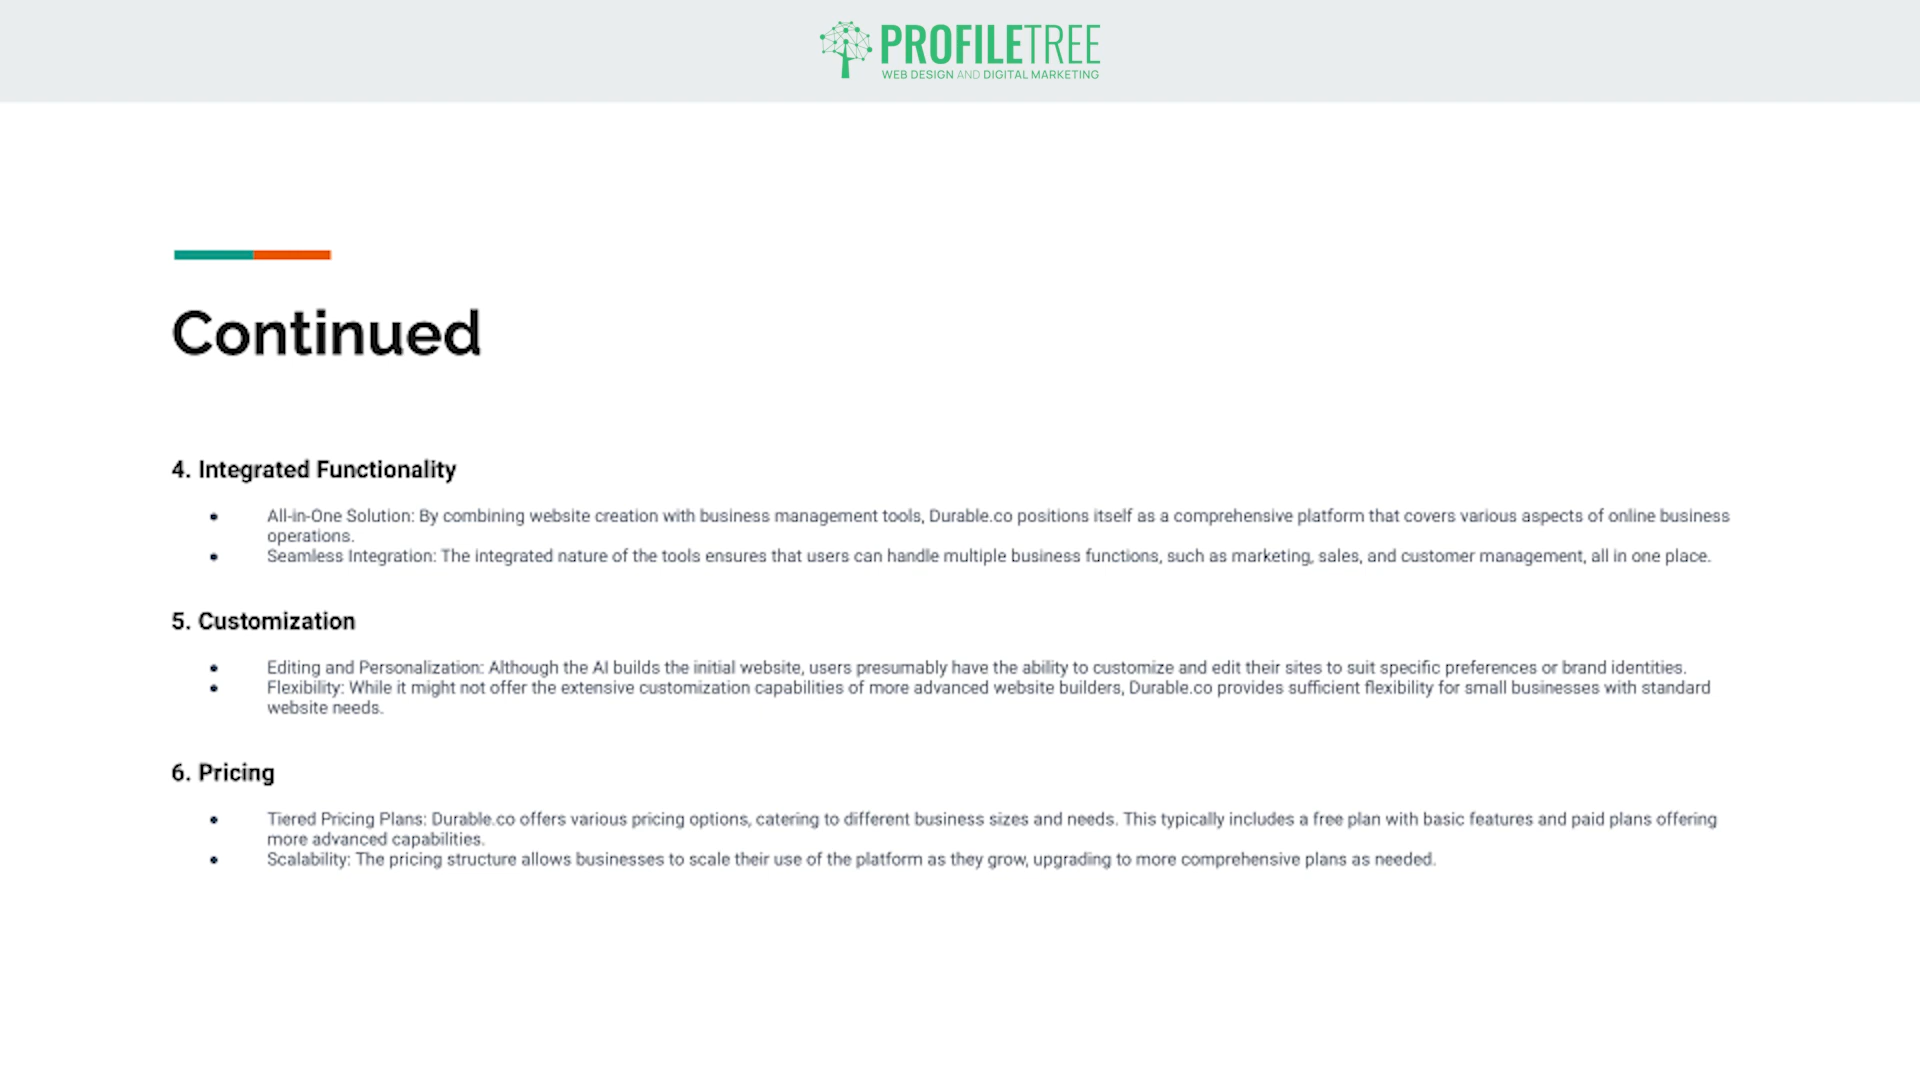 PROFILETREE
WEB DESIGN AND DIGITAL MARKETING
Continued
4. Integrated Functionality
● All-in-One Solution: By combining website creation with business management tools, Durable.co positions itself as a comprehensive platform that covers various aspects of online business
operations.
● Seamless Integration: The integrated nature of the tools ensures that users can handle multiple business functions, such as marketing, sales, and customer management, all in one place.
5. Customization
● Editing and Personalization: Although the AI builds the initial website, users presumably have the ability to customize and edit their sites to suit specific preferences or brand identities.
● Flexibility: While it might not offer the extensive customization capabilities of more advanced website builders, Durable.co provides sufficient flexibility for small businesses with standard
website needs.
6. Pricing
● Tiered Pricing Plans: Durable.co offers various pricing options, catering to different business sizes and needs. This typically includes a free plan with basic features and paid plans offering
more advanced capabilities.
● Scalability: The pricing structure allows businesses to scale their use of the platform as they grow, upgrading to more comprehensive plans as needed.